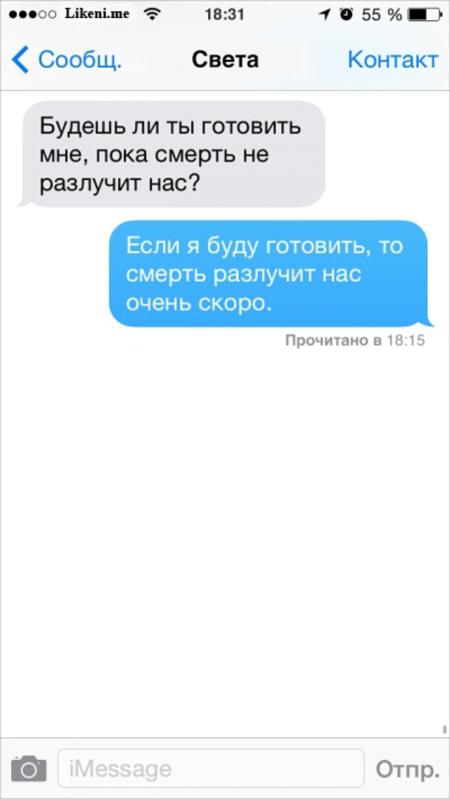 Likeni.me 18:31 55 %
Сообщ. Света Контакт
Будешь ли ты готовить
мне, пока смерть не
разлучит нас?
Если я буду готовить, то
смерть разлучит нас
очень скоро.
Прочитано в 18:15
iMessage Отпр.